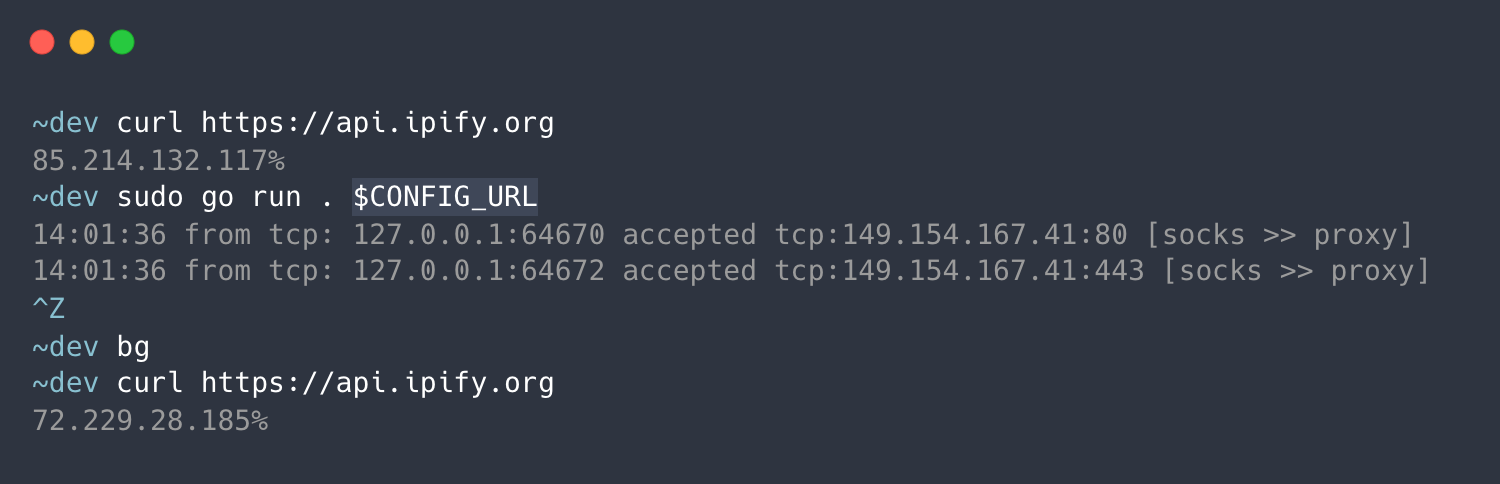 ~dev curl https://api.ipify.org
85.214.132.117%
~dev sudo go run . $CONFIG_URL
14:01:36 from tcp: 127.0.0.1:64670 accepted tcp:149.154.167.41:80 [socks >> proxy]
14:01:36 from tcp: 127.0.0.1:64672 accepted tcp:149.154.167.41:443 [socks >> proxy]
^Z
~dev bg
~dev curl https://api.ipify.org
72.229.28.185%